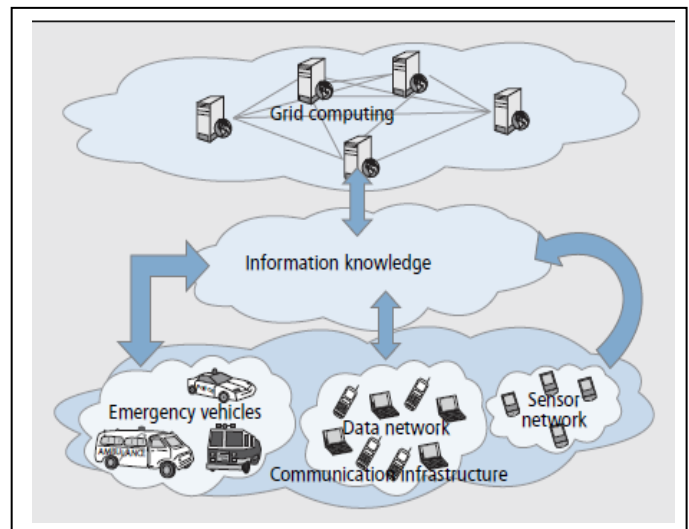 Grid computing
Information knowledge
Emergency vehicles
Data network
Sensor
network
AMBULANCE
Communication infrastructure